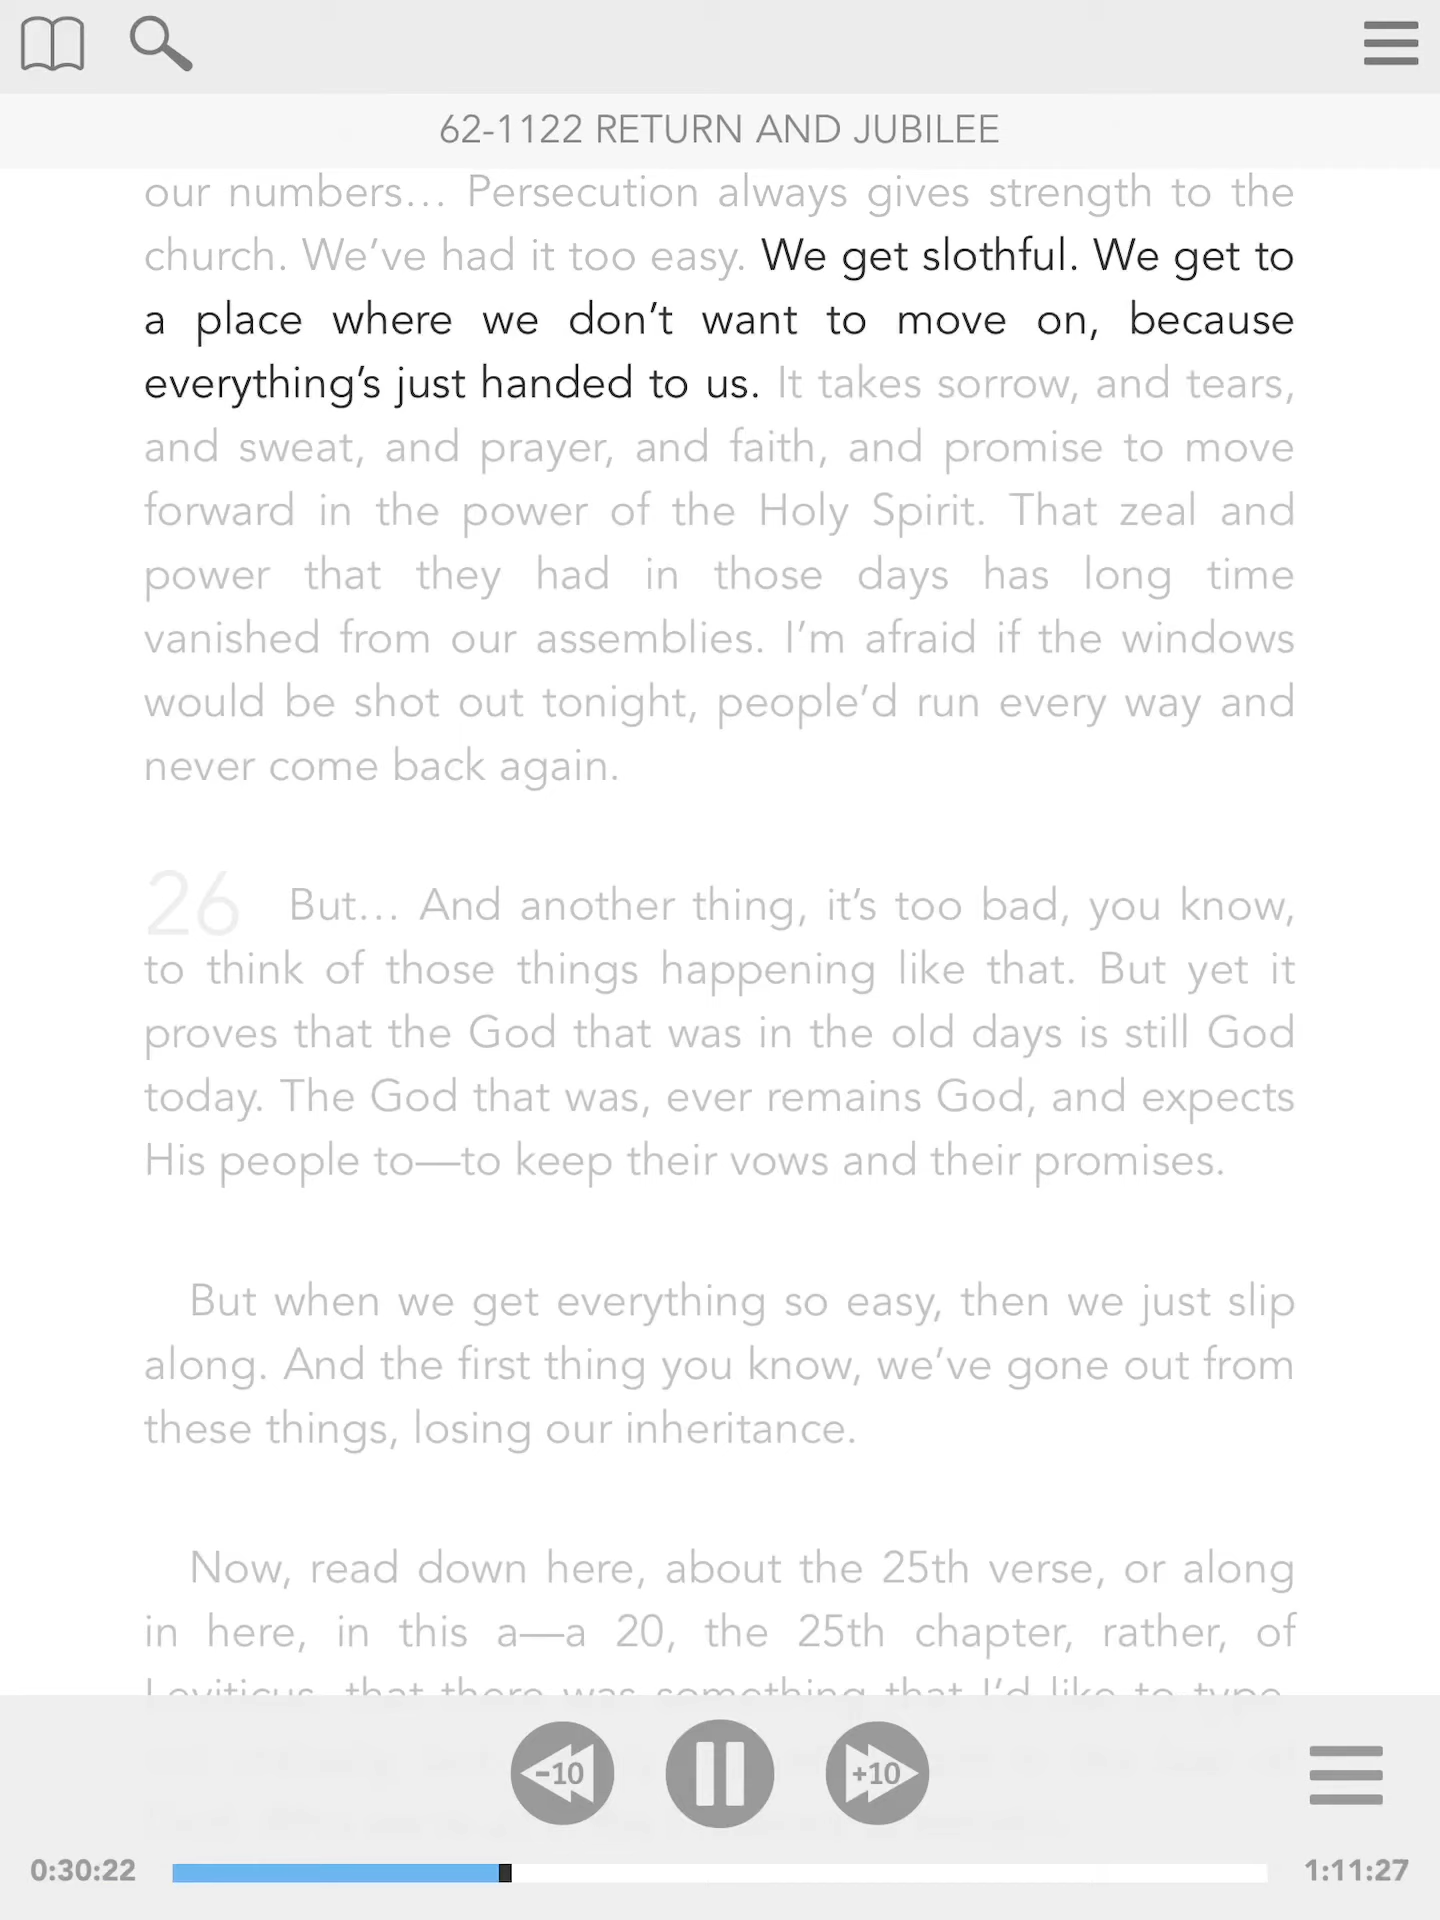 62-1122 RETURN AND JUBILEE
our numbers… Persecution always gives strength to the
church. We’ve had it too easy. We get slothful. We get to
a place where we don’t want to move on, because
everything’s just handed to us. It takes sorrow, and tears,
and sweat, and prayer, and faith, and promise to move
forward in the power of the Holy Spirit. That zeal and
power that they had in those days has long time
vanished from our assemblies. I’m afraid if the windows
would be shot out tonight, people’d run every way and
never come back again.
26 But… And another thing, it’s too bad, you know,
to think of those things happening like that. But yet it
proves that the God that was in the old days is still God
today. The God that was, ever remains God, and expects
His people to—to keep their vows and their promises.
But when we get everything so easy, then we just slip
along. And the first thing you know, we’ve gone out from
these things, losing our inheritance.
Now, read down here, about the 25th verse, or along
in here, in this a—a 20, the 25th chapter, rather, of
Leviticus, that there was something that I’d like to type,
-10 +10
0:30:22 1:11:27